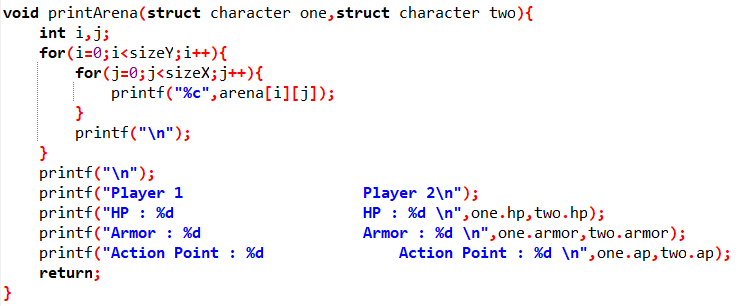 void printArena(struct character one,struct character two){
    int i,j;
    for(i=0;i<sizeY;i++){
        for(j=0;j<sizeX;j++){
            printf("%c",arena[i][j]);
        }
        printf("\n");
    }
    printf("\n");
    printf("Player 1                    Player 2\n");
    printf("HP : %d                     HP : %d \n",one.hp,two.hp);
    printf("Armor : %d                  Armor : %d \n",one.armor,two.armor);
    printf("Action Point : %d               Action Point : %d \n",one.ap,two.ap);
    return;
}